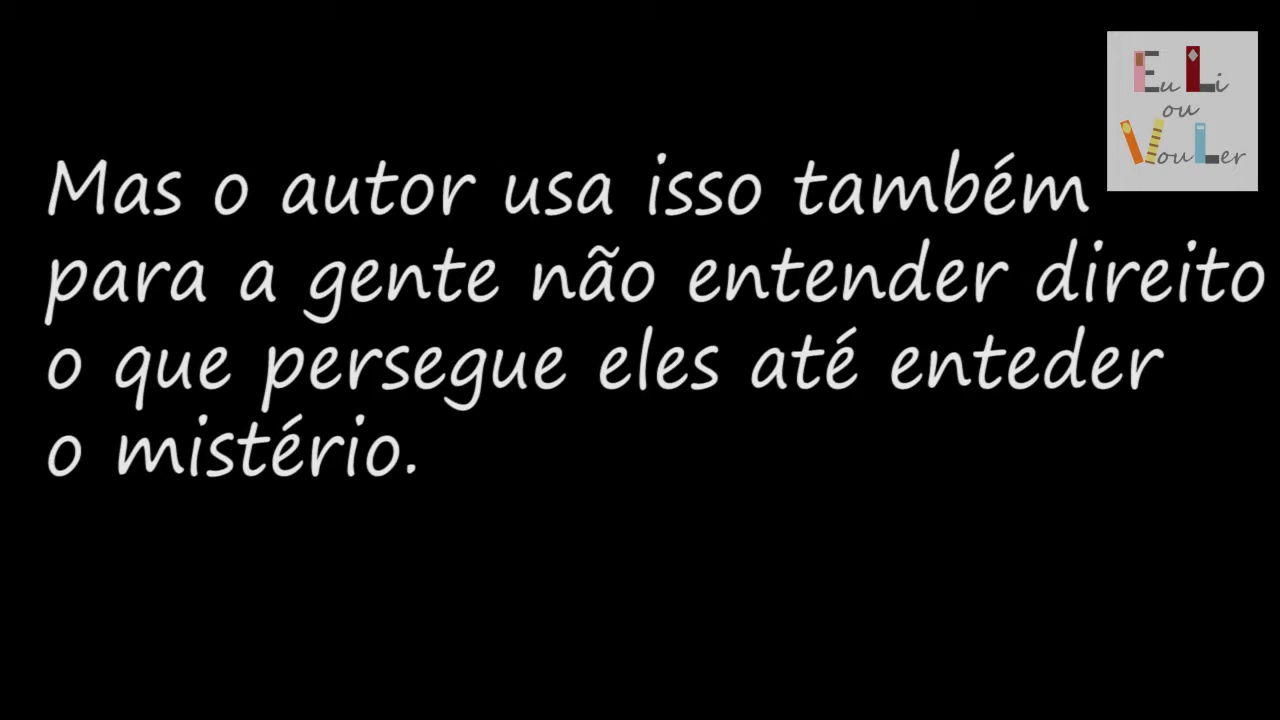 Eu Li
ou
Vou Ler
Mas o autor usa isso também
para a gente não entender direito
o que persegue eles até enteder
o mistério.